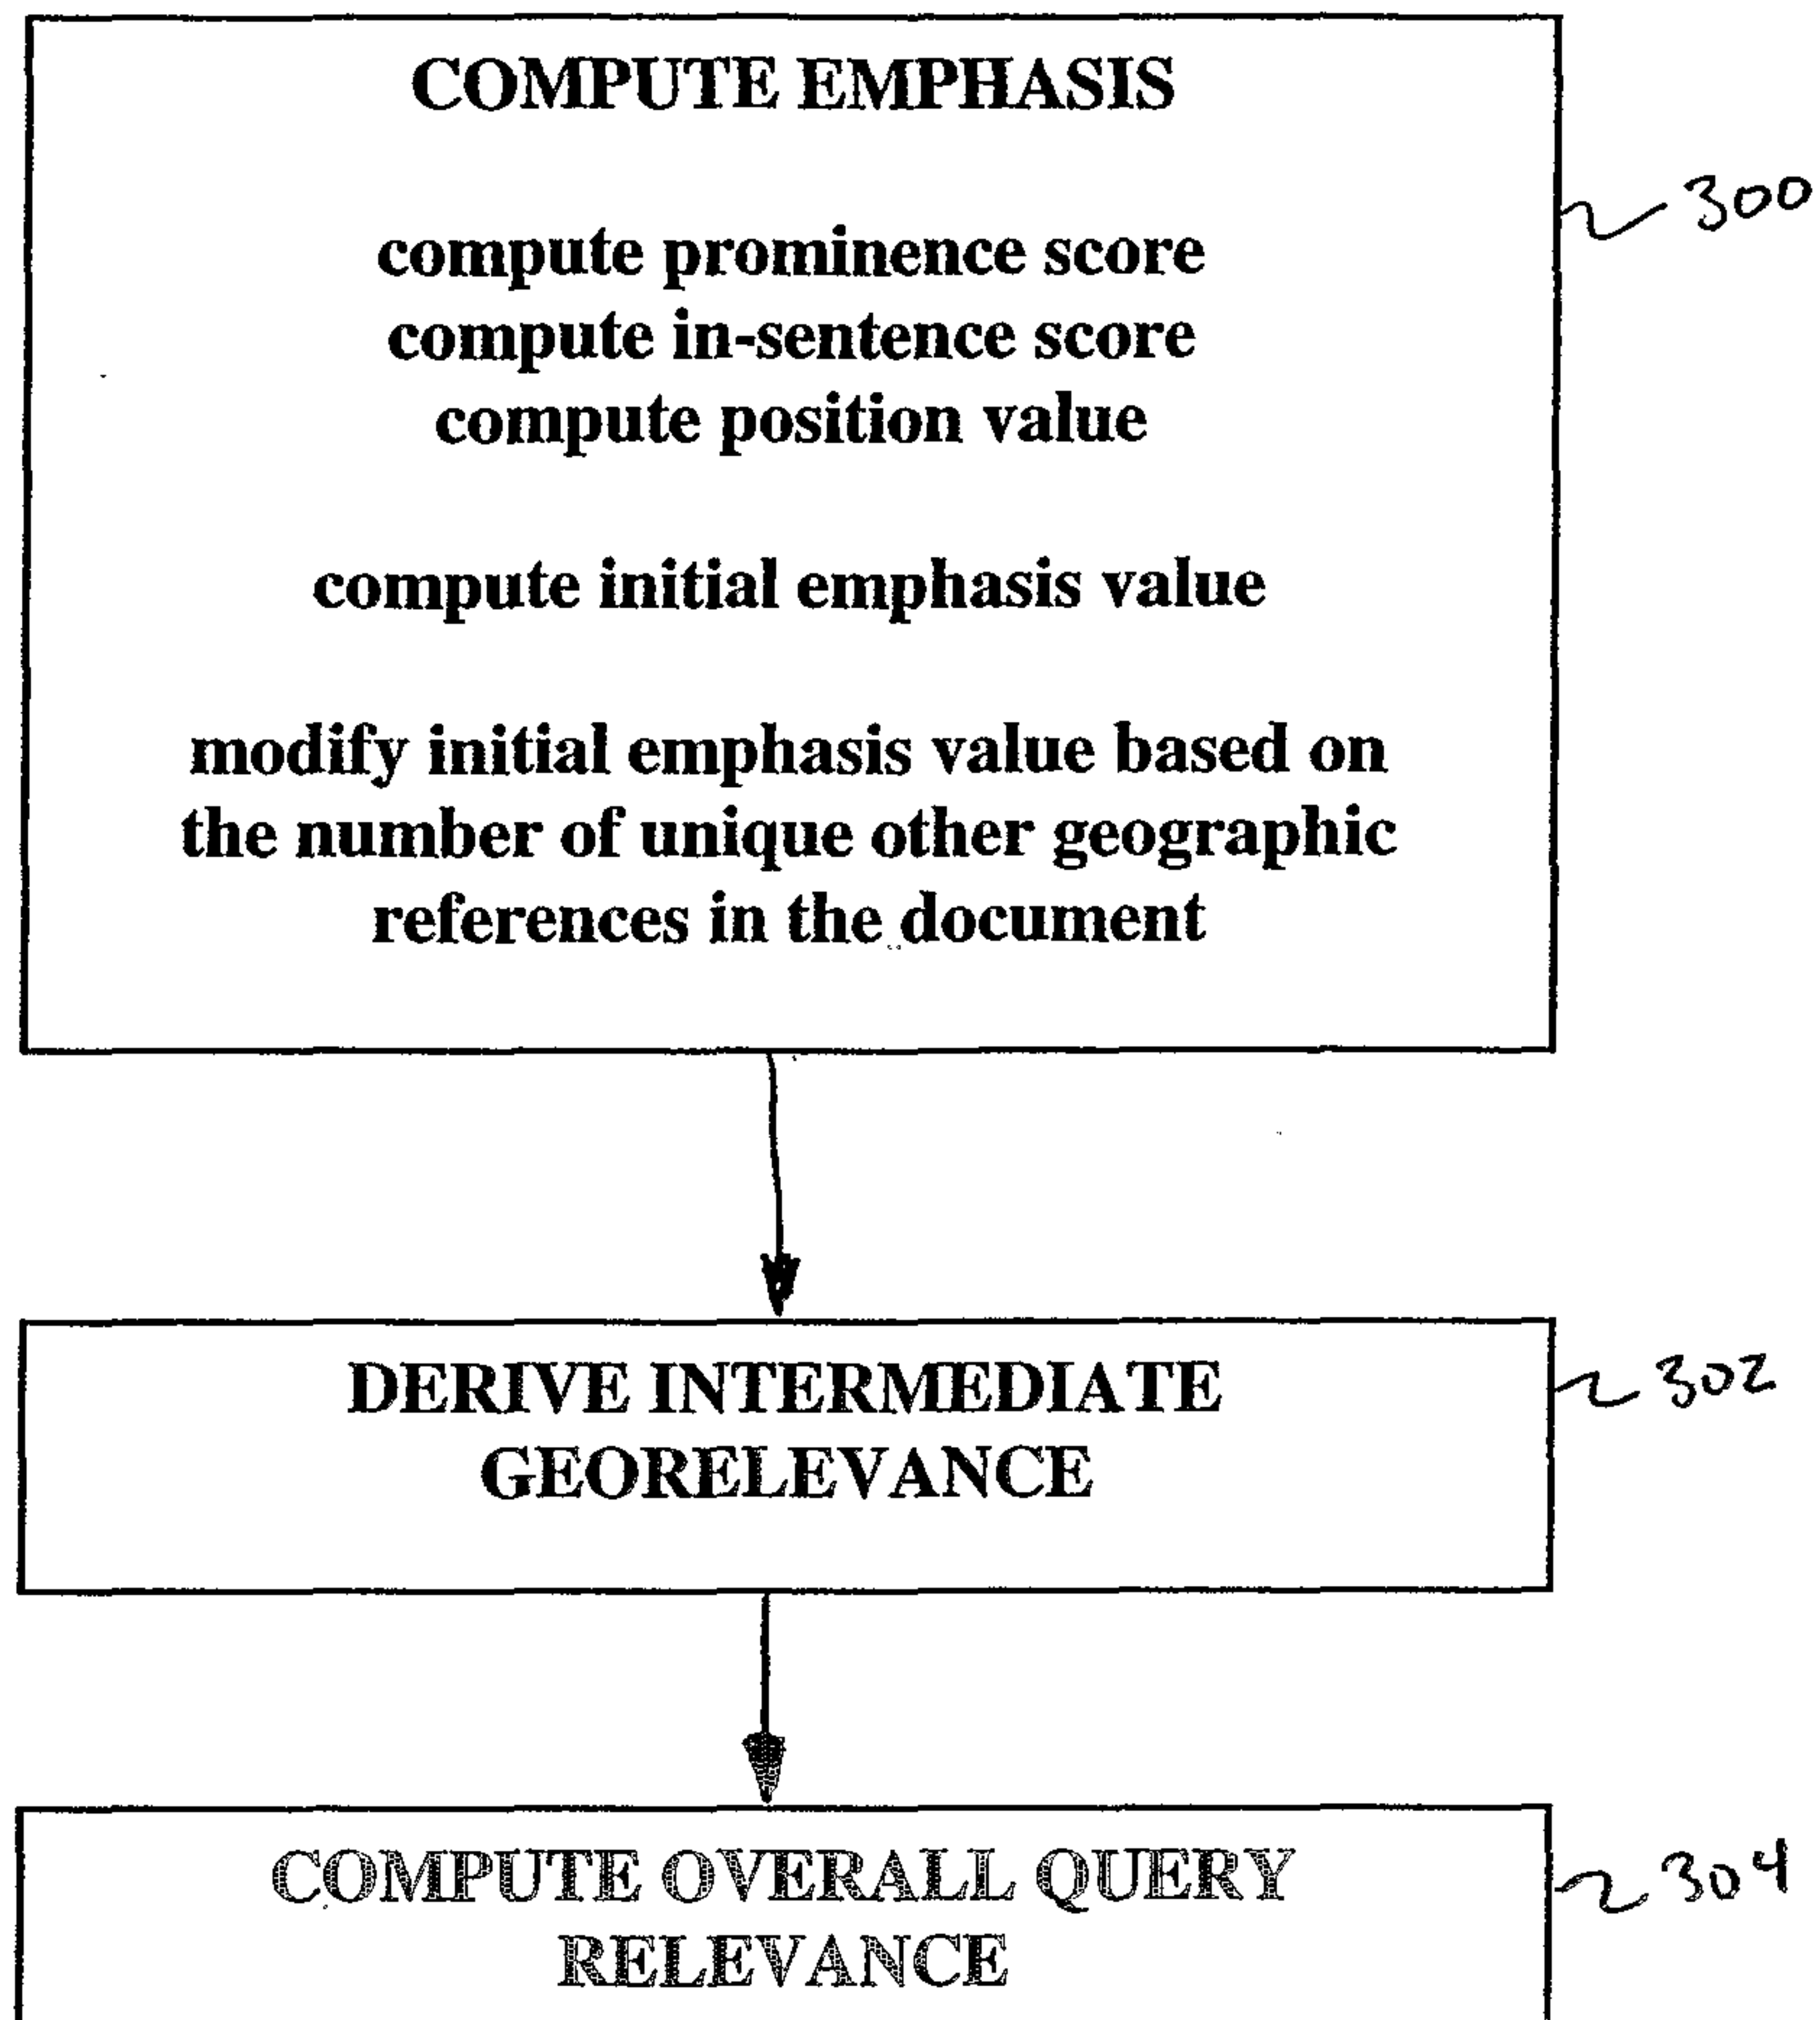 COMPUTE EMPHASIS
300
compute prominence score
compute in-sentence score
compute position value
compute initial emphasis value
modify initial emphasis value based on
the number of unique other geographic
references in the document
DERIVE INTERMEDIATE
302
GEORELEVANCE
COMPUTE OVERALL QUERY
304
RELEVANCE